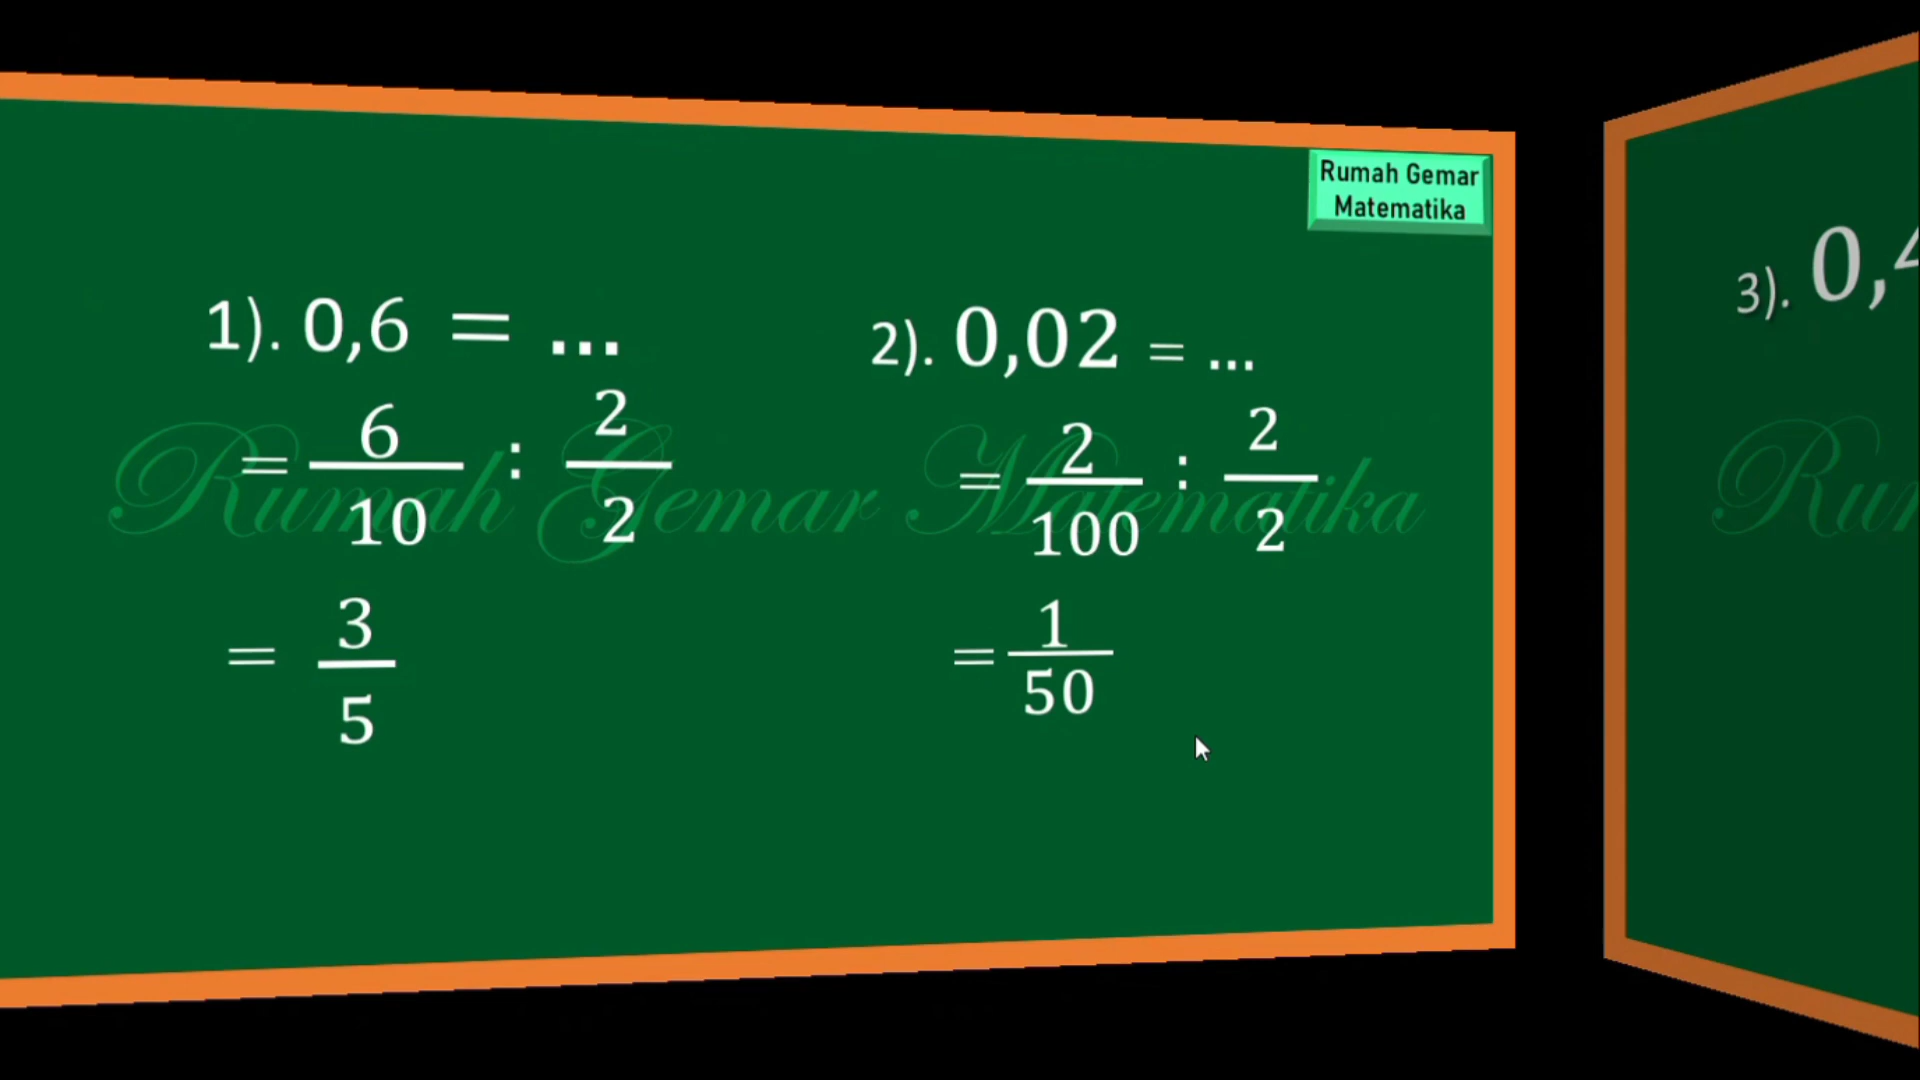 Rumah Gemar
Matematika
1). 0,6 = ...
= 6/10 : 2/2
= 3/5
2). 0,02 = ...
= 2/100 : 2/2
= 1/50
3). 0,4
Rumah Gemar Matematika